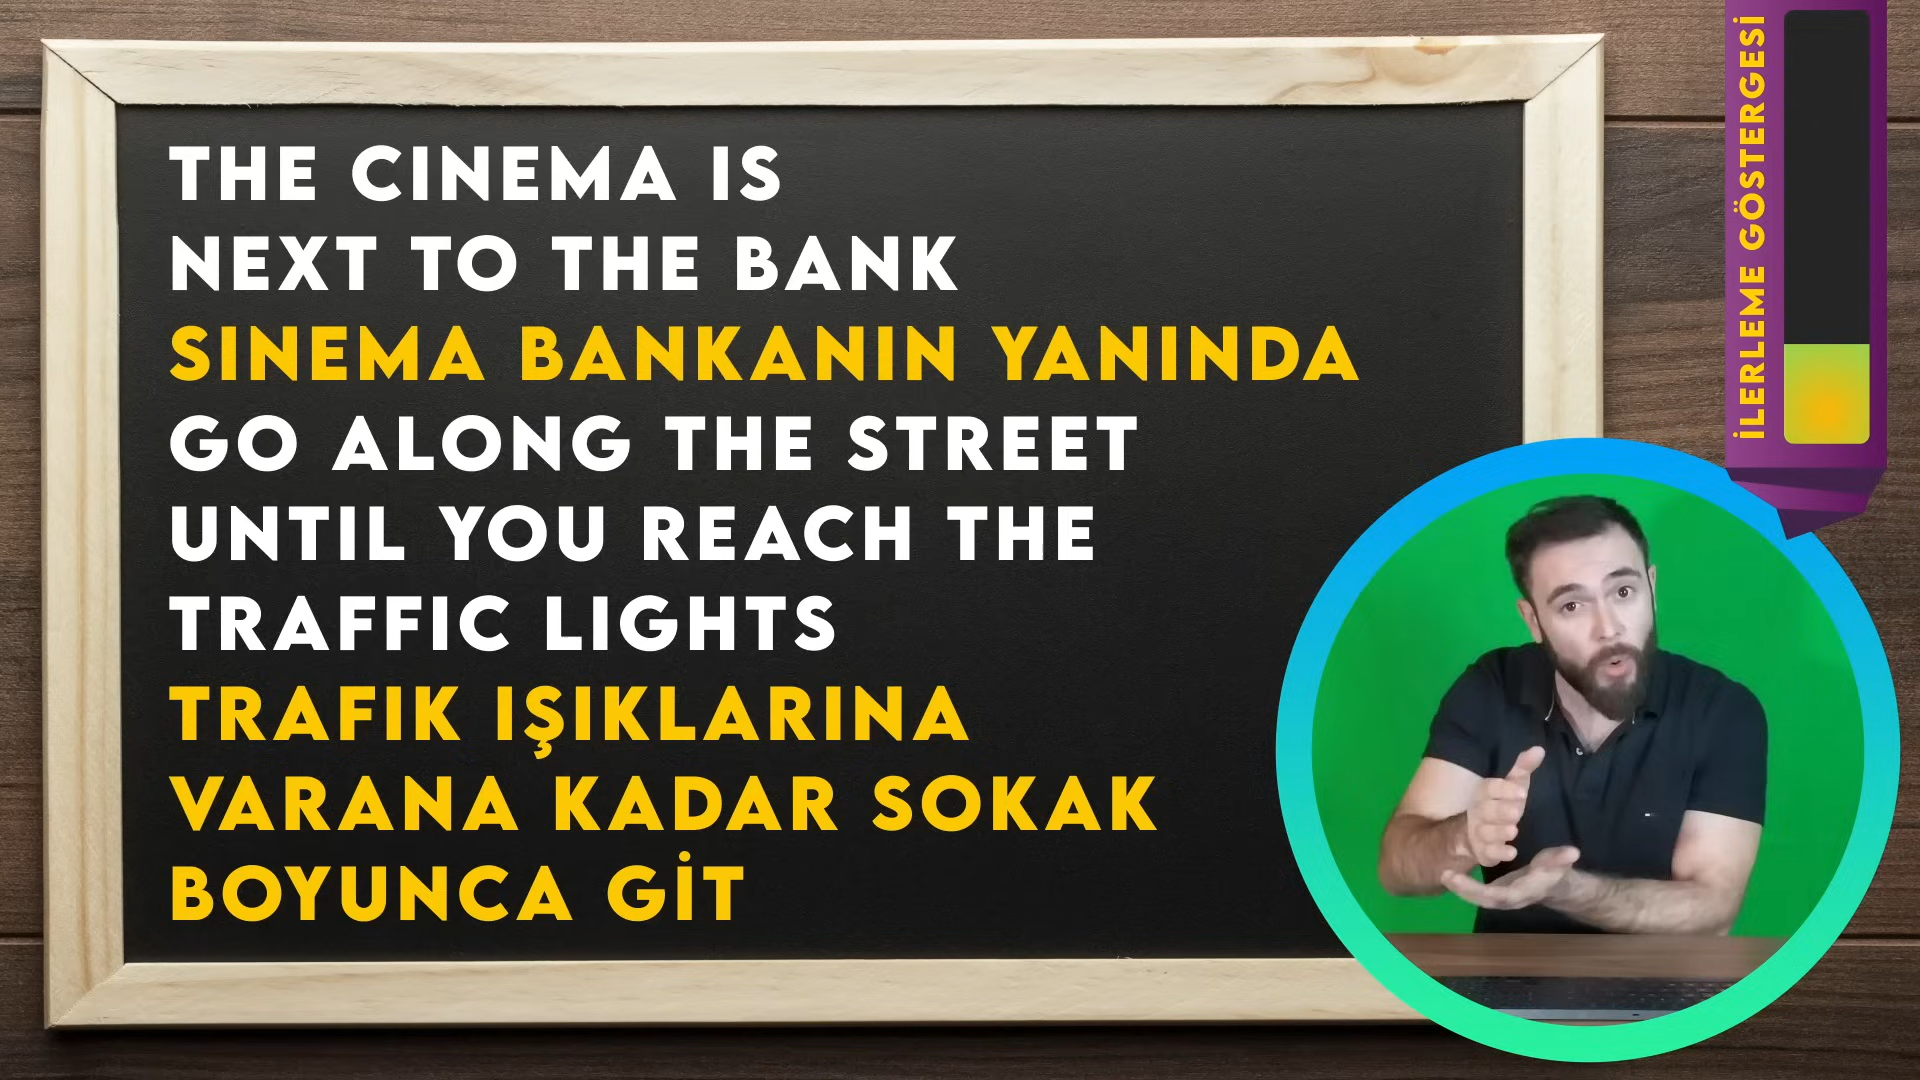 THE CINEMA IS
NEXT TO THE BANK
SINEMA BANKANIN YANINDA
GO ALONG THE STREET
UNTIL YOU REACH THE
TRAFFIC LIGHTS
TRAFIK IŞIKLARINA
VARANA KADAR SOKAK
BOYUNCA GİT
İLERLEME GÖSTERGESİ